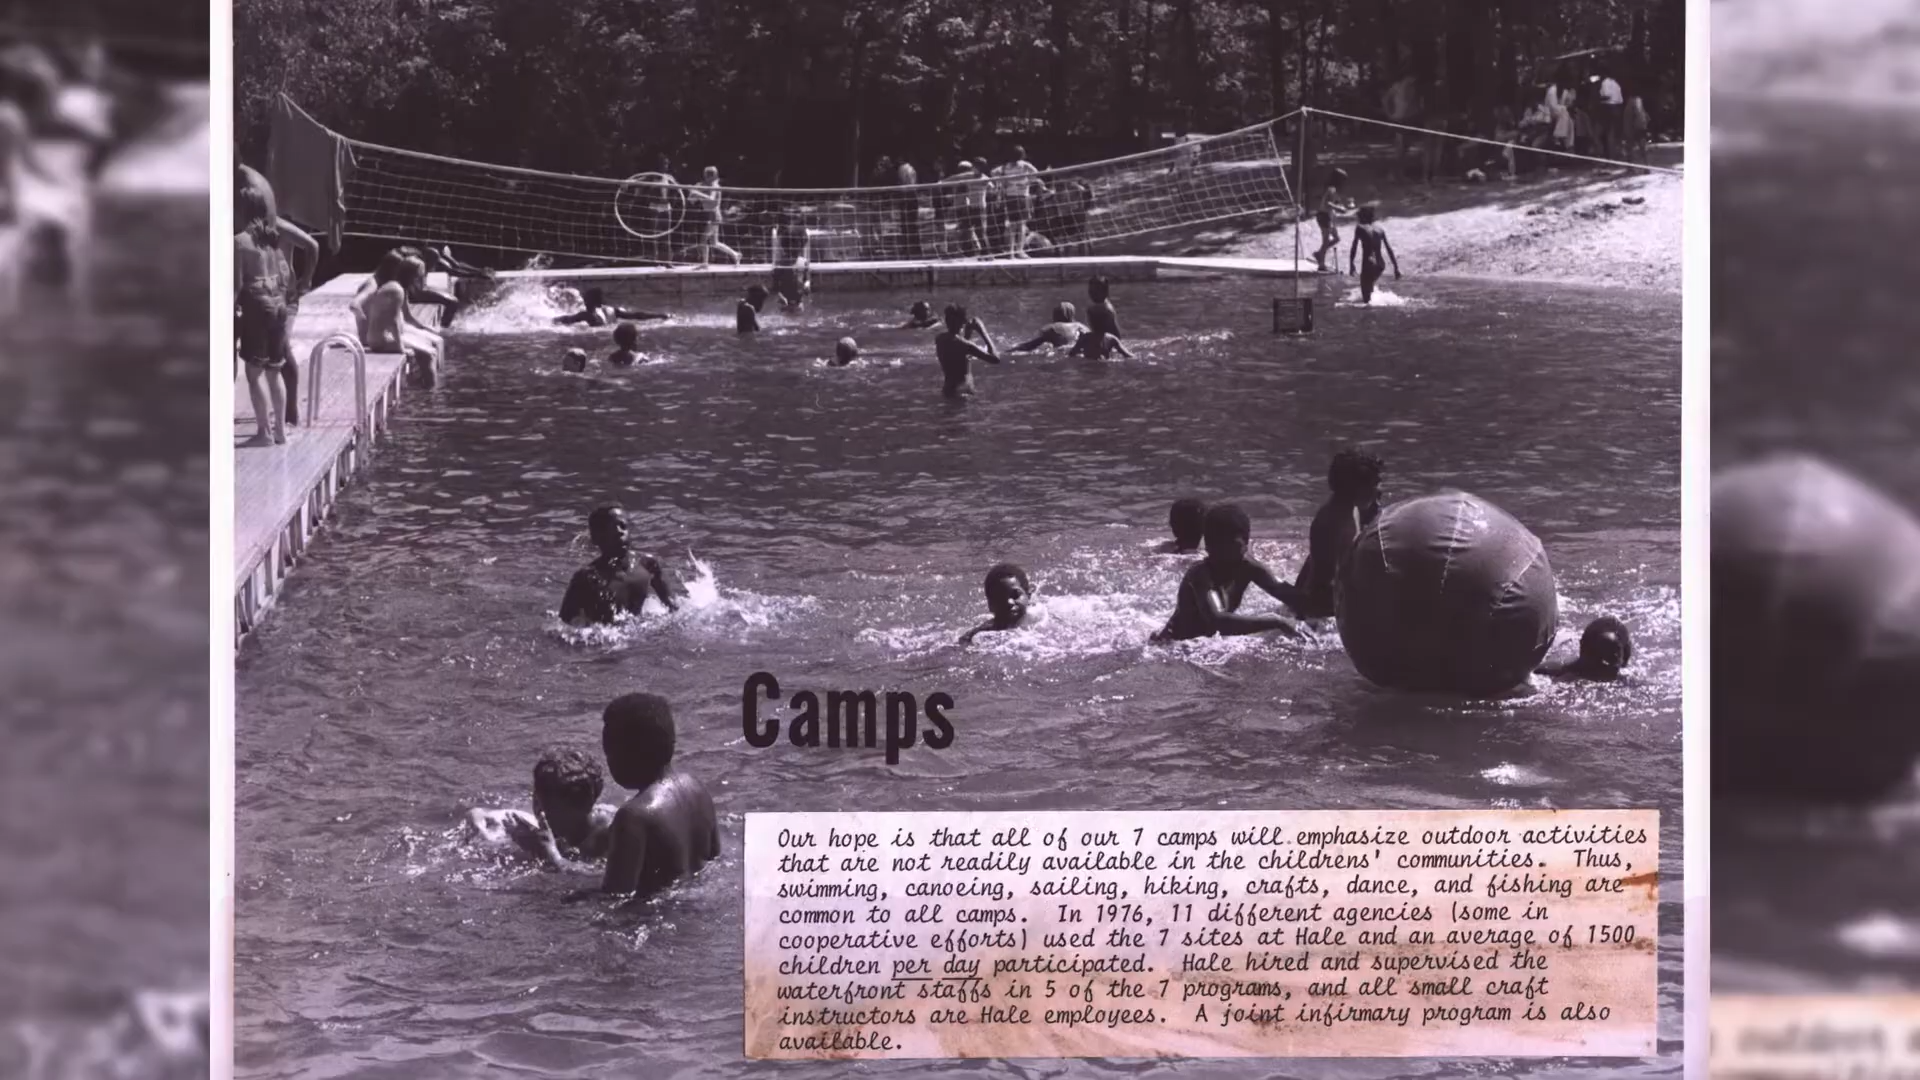 Camps
Our hope is that all of our 7 camps will emphasize outdoor activities
that are not readily available in the childrens' communities. Thus,
swimming, canoeing, sailing, hiking, crafts, dance, and fishing are
common to all camps. In 1976, 11 different agencies (some in
cooperative efforts) used the 7 sites at Hale and an average of 1500
children per day participated. Hale hired and supervised the
waterfront staffs in 5 of the 7 programs, and all small craft
instructors are Hale employees. A joint infirmary program is also
available.